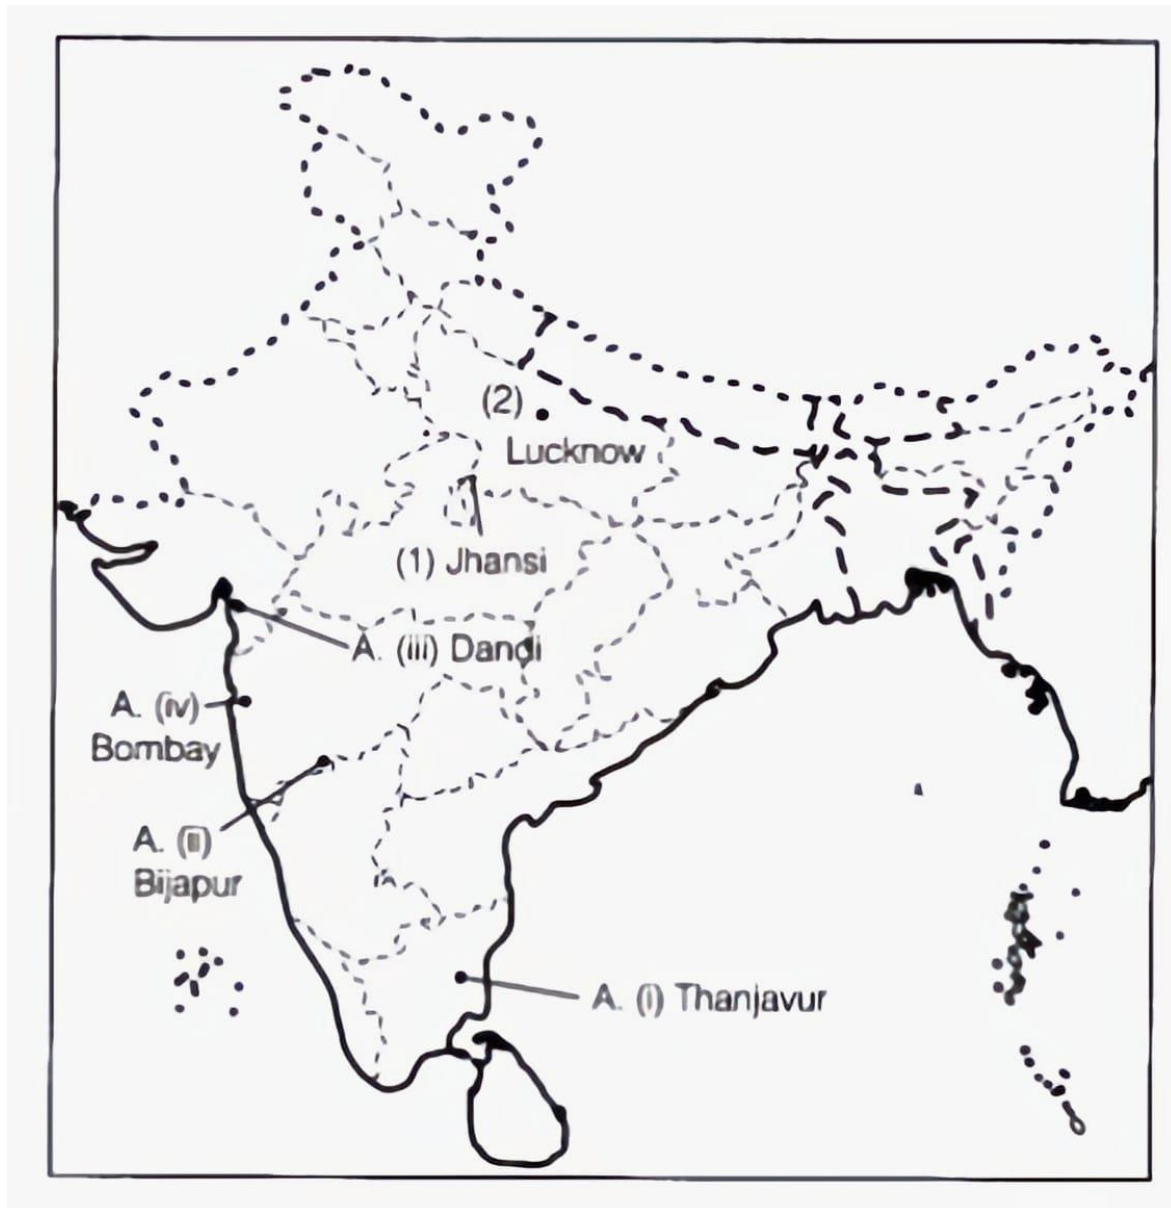 (2)
Lucknow
(1) Jhansi
A. (iii) Dandi
A. (iv)
Bombay
A. (ii)
Bijapur
A. (i) Thanjavur